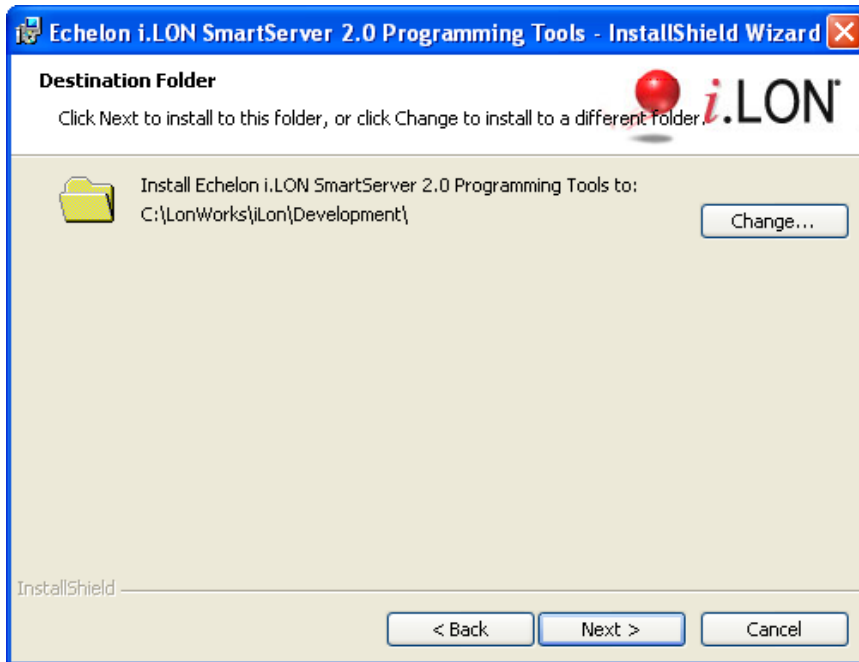 Echelon i.LON SmartServer 2.0 Programming Tools - InstallShield Wizard
Destination Folder
Click Next to install to this folder, or click Change to install to a different folder.
i.LON®
Install Echelon i.LON SmartServer 2.0 Programming Tools to:
C:\LonWorks\iLon\Development\
Change...
InstallShield
< Back
Next >
Cancel